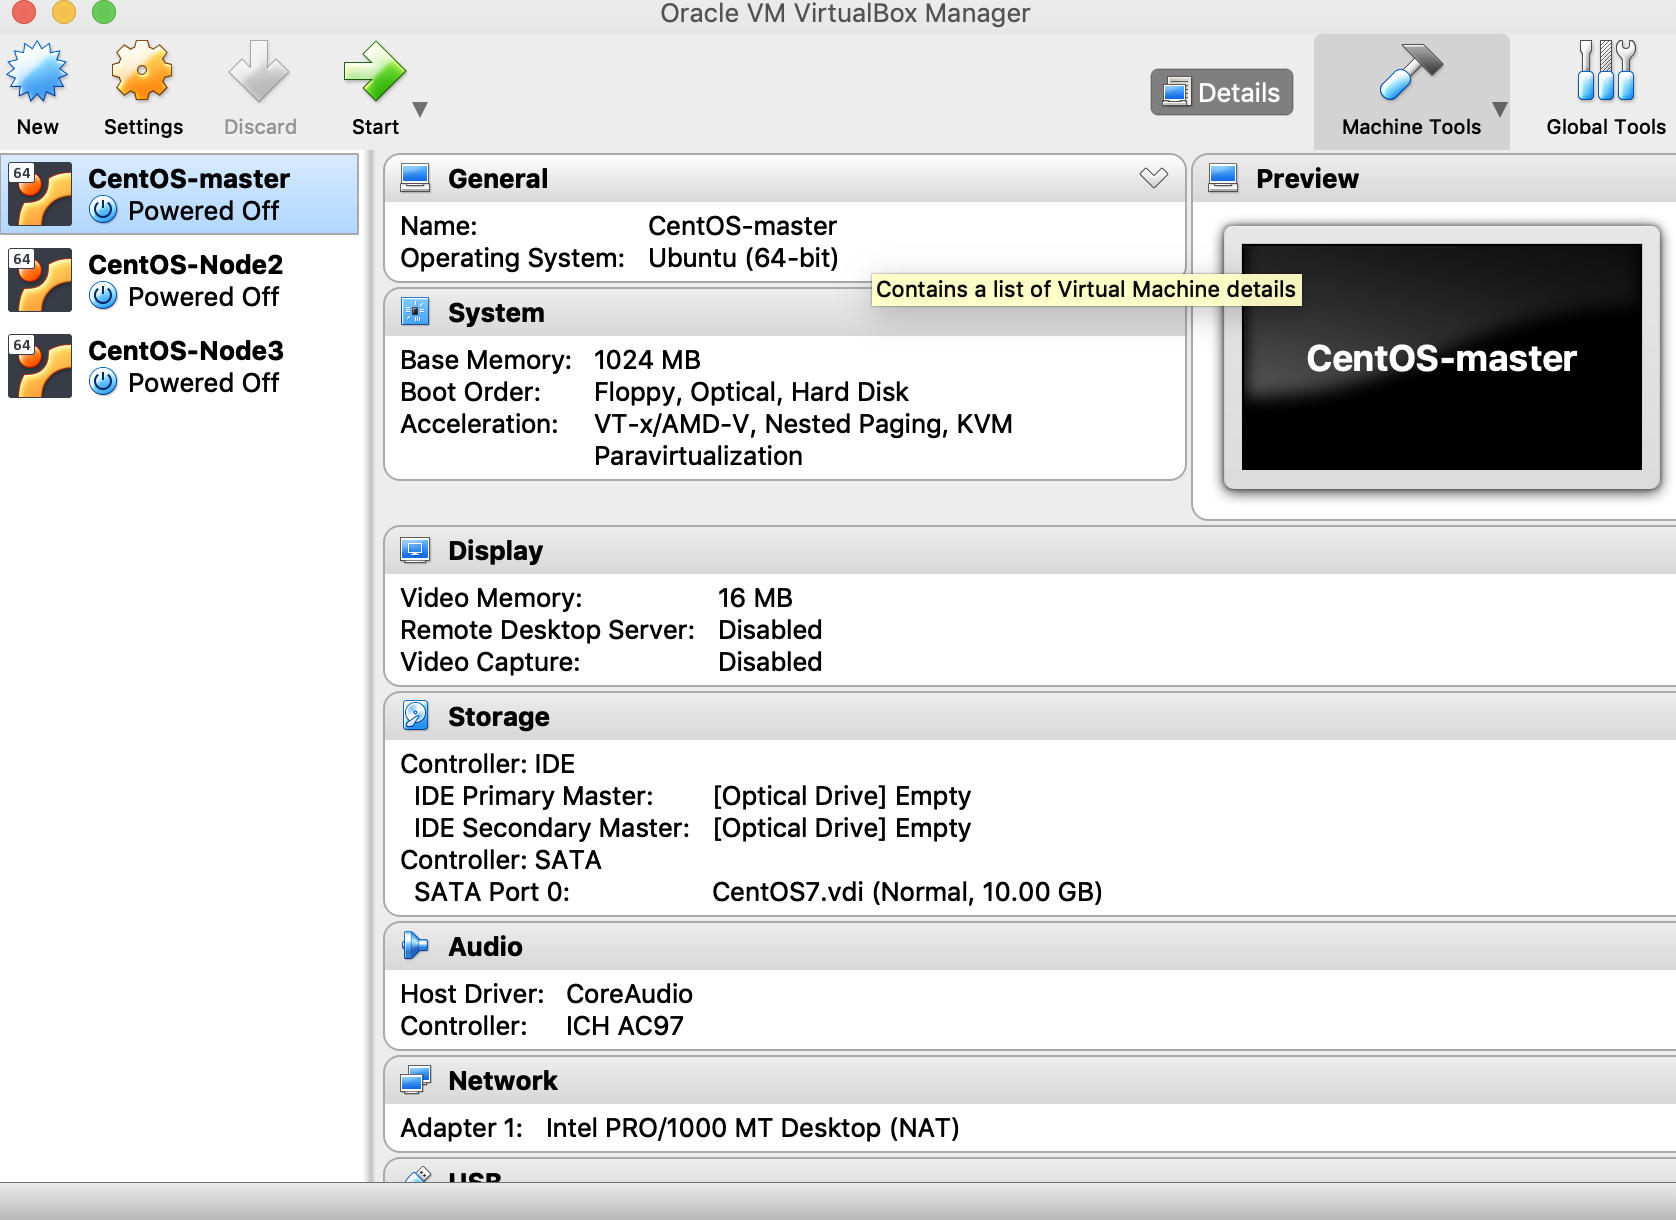 Oracle VM VirtualBox Manager
New
Settings
Discard
Start
Details
Machine Tools
Global Tools
64
CentOS-master
Powered Off
64
CentOS-Node2
Powered Off
64
CentOS-Node3
Powered Off
General
Name: CentOS-master
Operating System: Ubuntu (64-bit)
Contains a list of Virtual Machine details
System
Base Memory: 1024 MB
Boot Order: Floppy, Optical, Hard Disk
Acceleration: VT-x/AMD-V, Nested Paging, KVM
Paravirtualization
Preview
CentOS-master
Display
Video Memory: 16 MB
Remote Desktop Server: Disabled
Video Capture: Disabled
Storage
Controller: IDE
IDE Primary Master: [Optical Drive] Empty
IDE Secondary Master: [Optical Drive] Empty
Controller: SATA
SATA Port 0: CentOS7.vdi (Normal, 10.00 GB)
Audio
Host Driver: CoreAudio
Controller: ICH AC97
Network
Adapter 1: Intel PRO/1000 MT Desktop (NAT)
USB